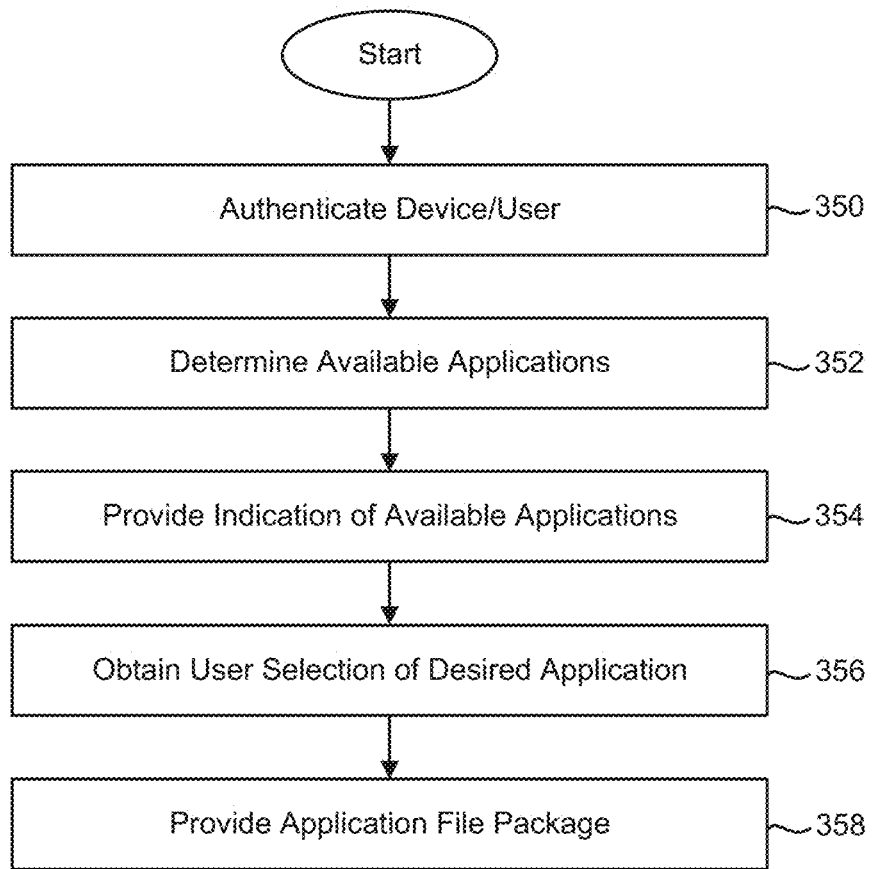 Start
Authenticate Device/User
350
Determine Available Applications
352
Provide Indication of Available Applications
354
Obtain User Selection of Desired Application
356
Provide Application File Package
358